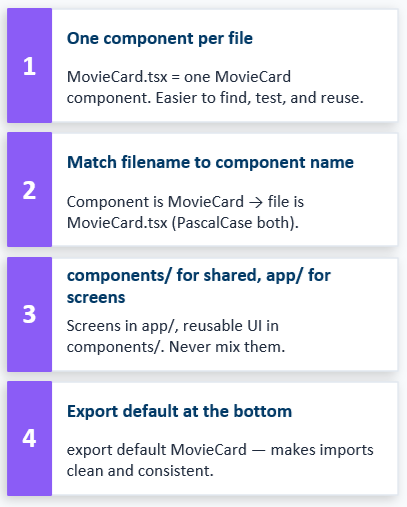 1
One component per file
MovieCard.tsx = one MovieCard
component. Easier to find, test, and reuse.
2
Match filename to component name
Component is MovieCard → file is
MovieCard.tsx (PascalCase both).
3
components/ for shared, app/ for
screens
Screens in app/, reusable UI in
components/. Never mix them.
4
Export default at the bottom
export default MovieCard — makes imports
clean and consistent.